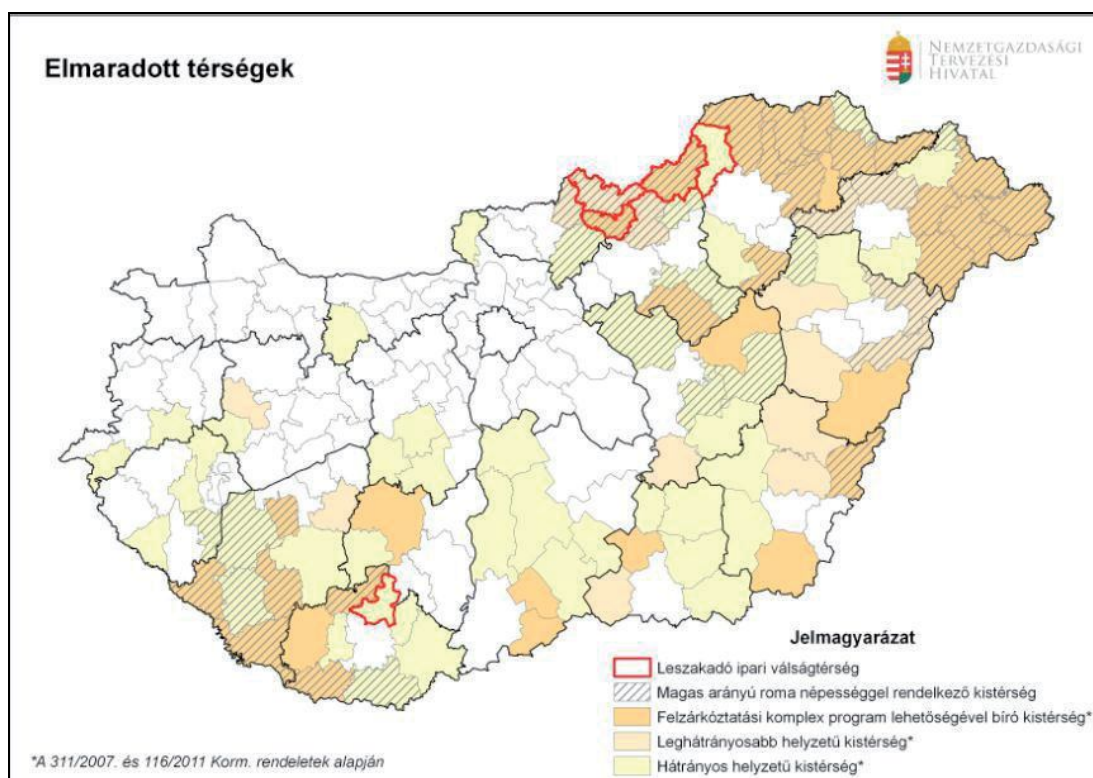 Elmaradott térségek
NEMZETGAZDASÁGI
TERVEZÉSI
HIVATAL
Jelmagyarázat
Leszakadó ipari válságtérség
Magas arányú roma népességgel rendelkező kistérség
Felzárkóztatási komplex program lehetőségével bíró kistérség*
Leghátrányosabb helyzetű kistérség*
Hátrányos helyzetű kistérség*
*A 311/2007. és 116/2011 Korm. rendeletek alapján